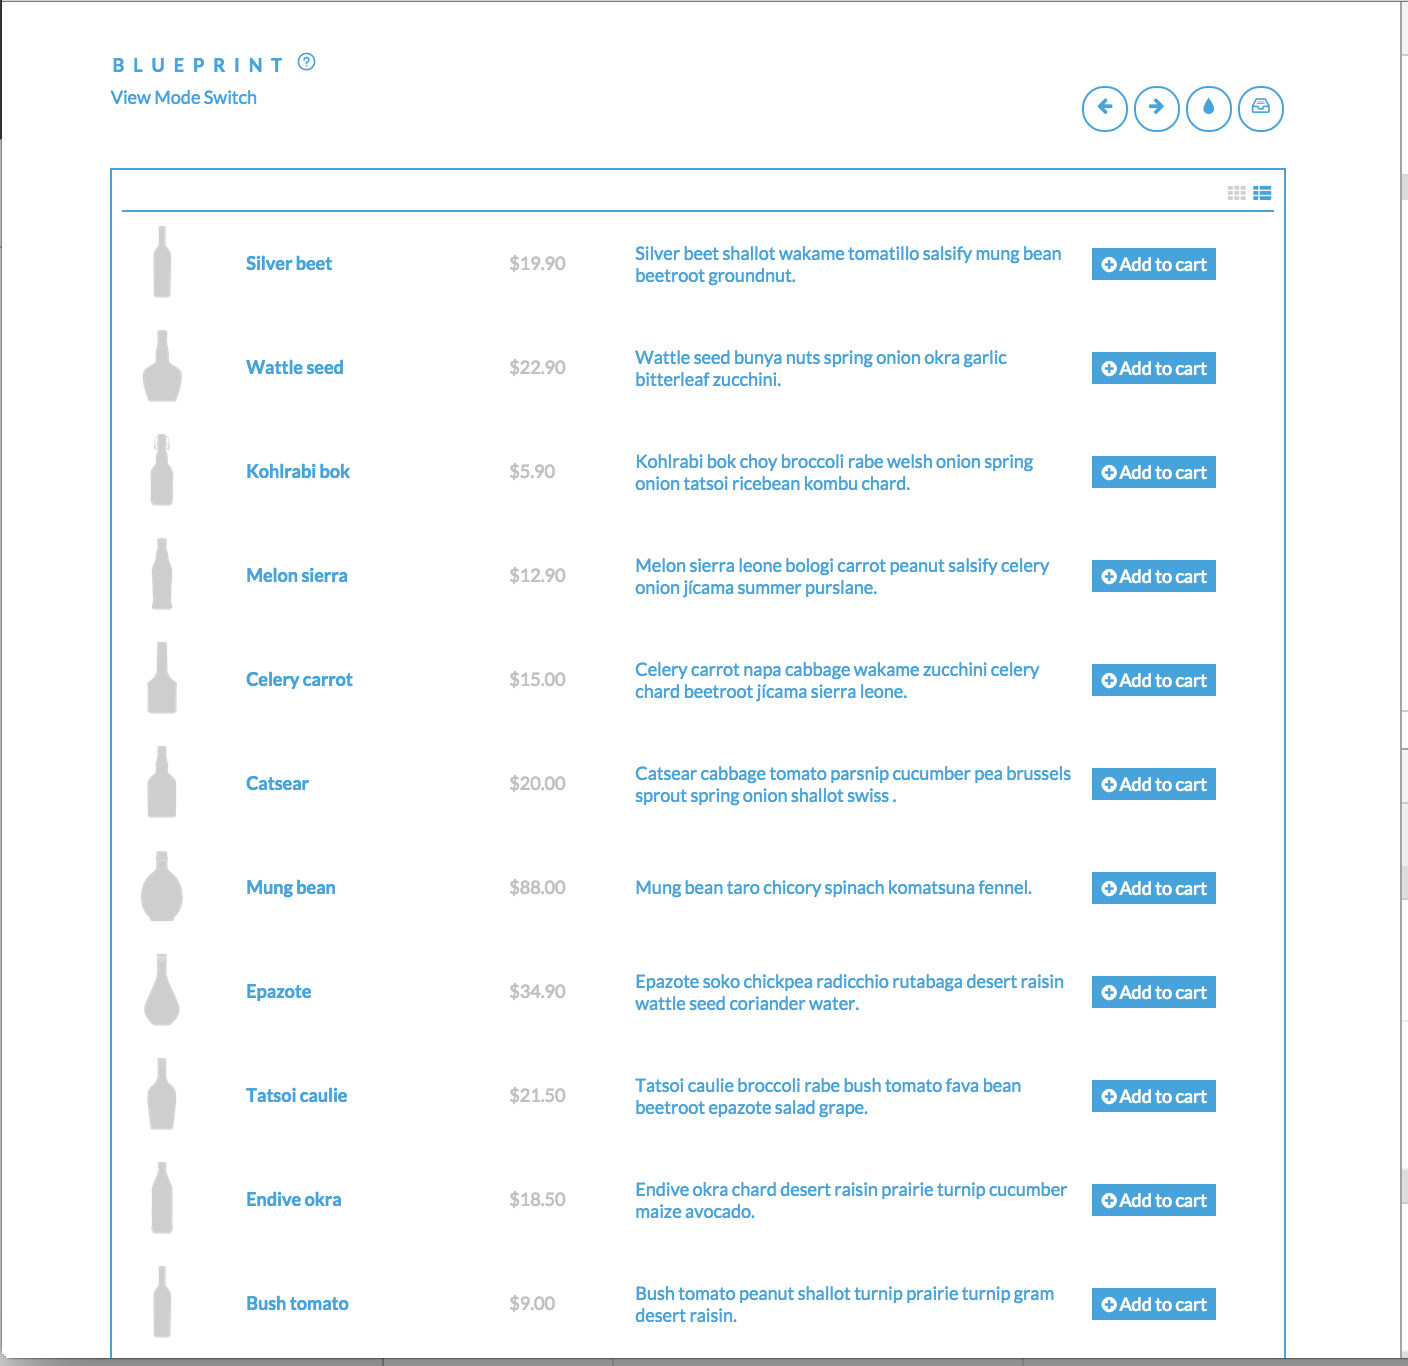 BLUEPRINT
View Mode Switch
Silver beet
$19.90
Silver beet shallot wakame tomatillo salsify mung bean
beetroot groundnut.
Add to cart
Wattle seed
$22.90
Wattle seed bunya nuts spring onion okra garlic
bitterleaf zucchini.
Add to cart
Kohlrabi bok
$5.90
Kohlrabi bok choy broccoli rabe welsh onion spring
onion tatsoi ricebean kombu chard.
Add to cart
Melon sierra
$12.90
Melon sierra leone bologi carrot peanut salsify celery
onion jícama summer purslane.
Add to cart
Celery carrot
$15.00
Celery carrot napa cabbage wakame zucchini celery
chard beetroot jícama sierra leone.
Add to cart
Catsear
$20.00
Catsear cabbage tomato parsnip cucumber pea brussels
sprout spring onion shallot swiss .
Add to cart
Mung bean
$88.00
Mung bean taro chicory spinach komatsuna fennel.
Add to cart
Epazote
$34.90
Epazote soko chickpea radicchio rutabaga desert raisin
wattle seed coriander water.
Add to cart
Tatsoi caulie
$21.50
Tatsoi caulie broccoli rabe bush tomato fava bean
beetroot epazote salad grape.
Add to cart
Endive okra
$18.50
Endive okra chard desert raisin prairie turnip cucumber
maize avocado.
Add to cart
Bush tomato
$9.00
Bush tomato peanut shallot turnip prairie turnip gram
desert raisin.
Add to cart